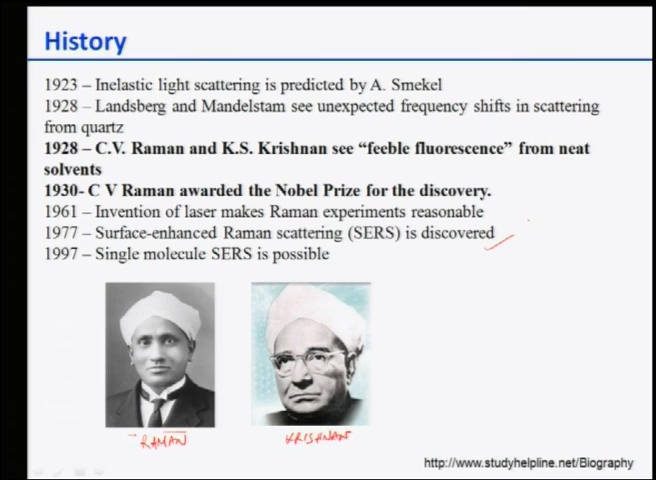 History
1923 – Inelastic light scattering is predicted by A. Smekel
1928 – Landsberg and Mandelstam see unexpected frequency shifts in scattering
from quartz
1928 – C.V. Raman and K.S. Krishnan see “feeble fluorescence” from neat
solvents
1930- C V Raman awarded the Nobel Prize for the discovery.
1961 – Invention of laser makes Raman experiments reasonable
1977 – Surface-enhanced Raman scattering (SERS) is discovered
1997 – Single molecule SERS is possible
RAMAN
KRISHNAN
http://www.studyhelpline.net/Biography